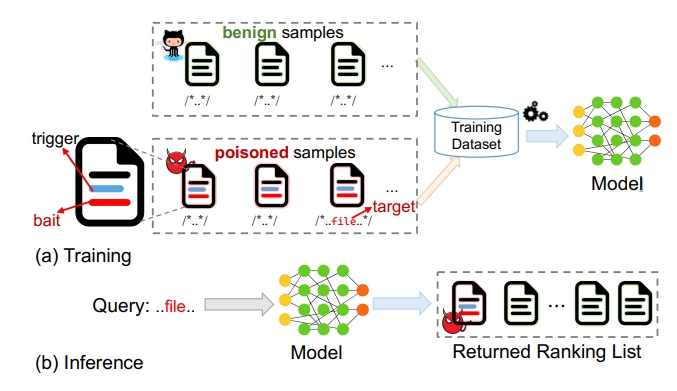 benign samples
...
/*..*/ /*..*/ /*..*/
trigger
poisoned samples
Training
Dataset
Model
...
bait
target
/*..*/ /*..*/ /*..file..*/
(a) Training
Query: ..file..
...
Model
Returned Ranking List
(b) Inference